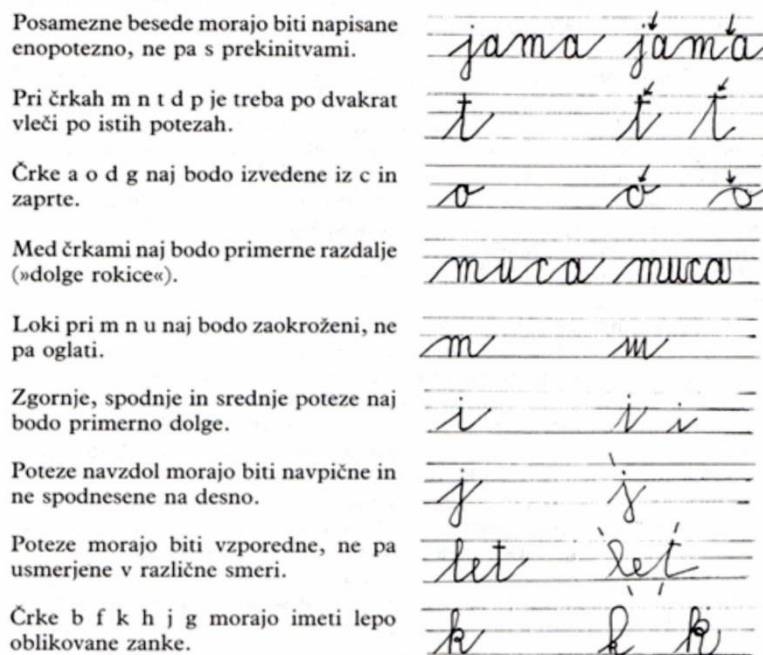 Posamezne besede morajo biti napisane
enopotezno, ne pa s prekinitvami.
jama jama
Pri črkah m n t d p je treba po dvakrat
vleči po istih potezah.
t t t
Črke a o d g naj bodo izvedene iz c in
zaprte.
o o o
Med črkami naj bodo primerne razdalje
(»dolge rokice«).
muca muca
Loki pri m n u naj bodo zaokroženi, ne
pa oglati.
m m
Zgornje, spodnje in srednje poteze naj
bodo primerno dolge.
i i i
Poteze navzdol morajo biti navpične in
ne spodnesene na desno.
j j
Poteze morajo biti vzporedne, ne pa
usmerjene v različne smeri.
let let
Črke b f k h j g morajo imeti lepo
oblikovane zanke.
k k k